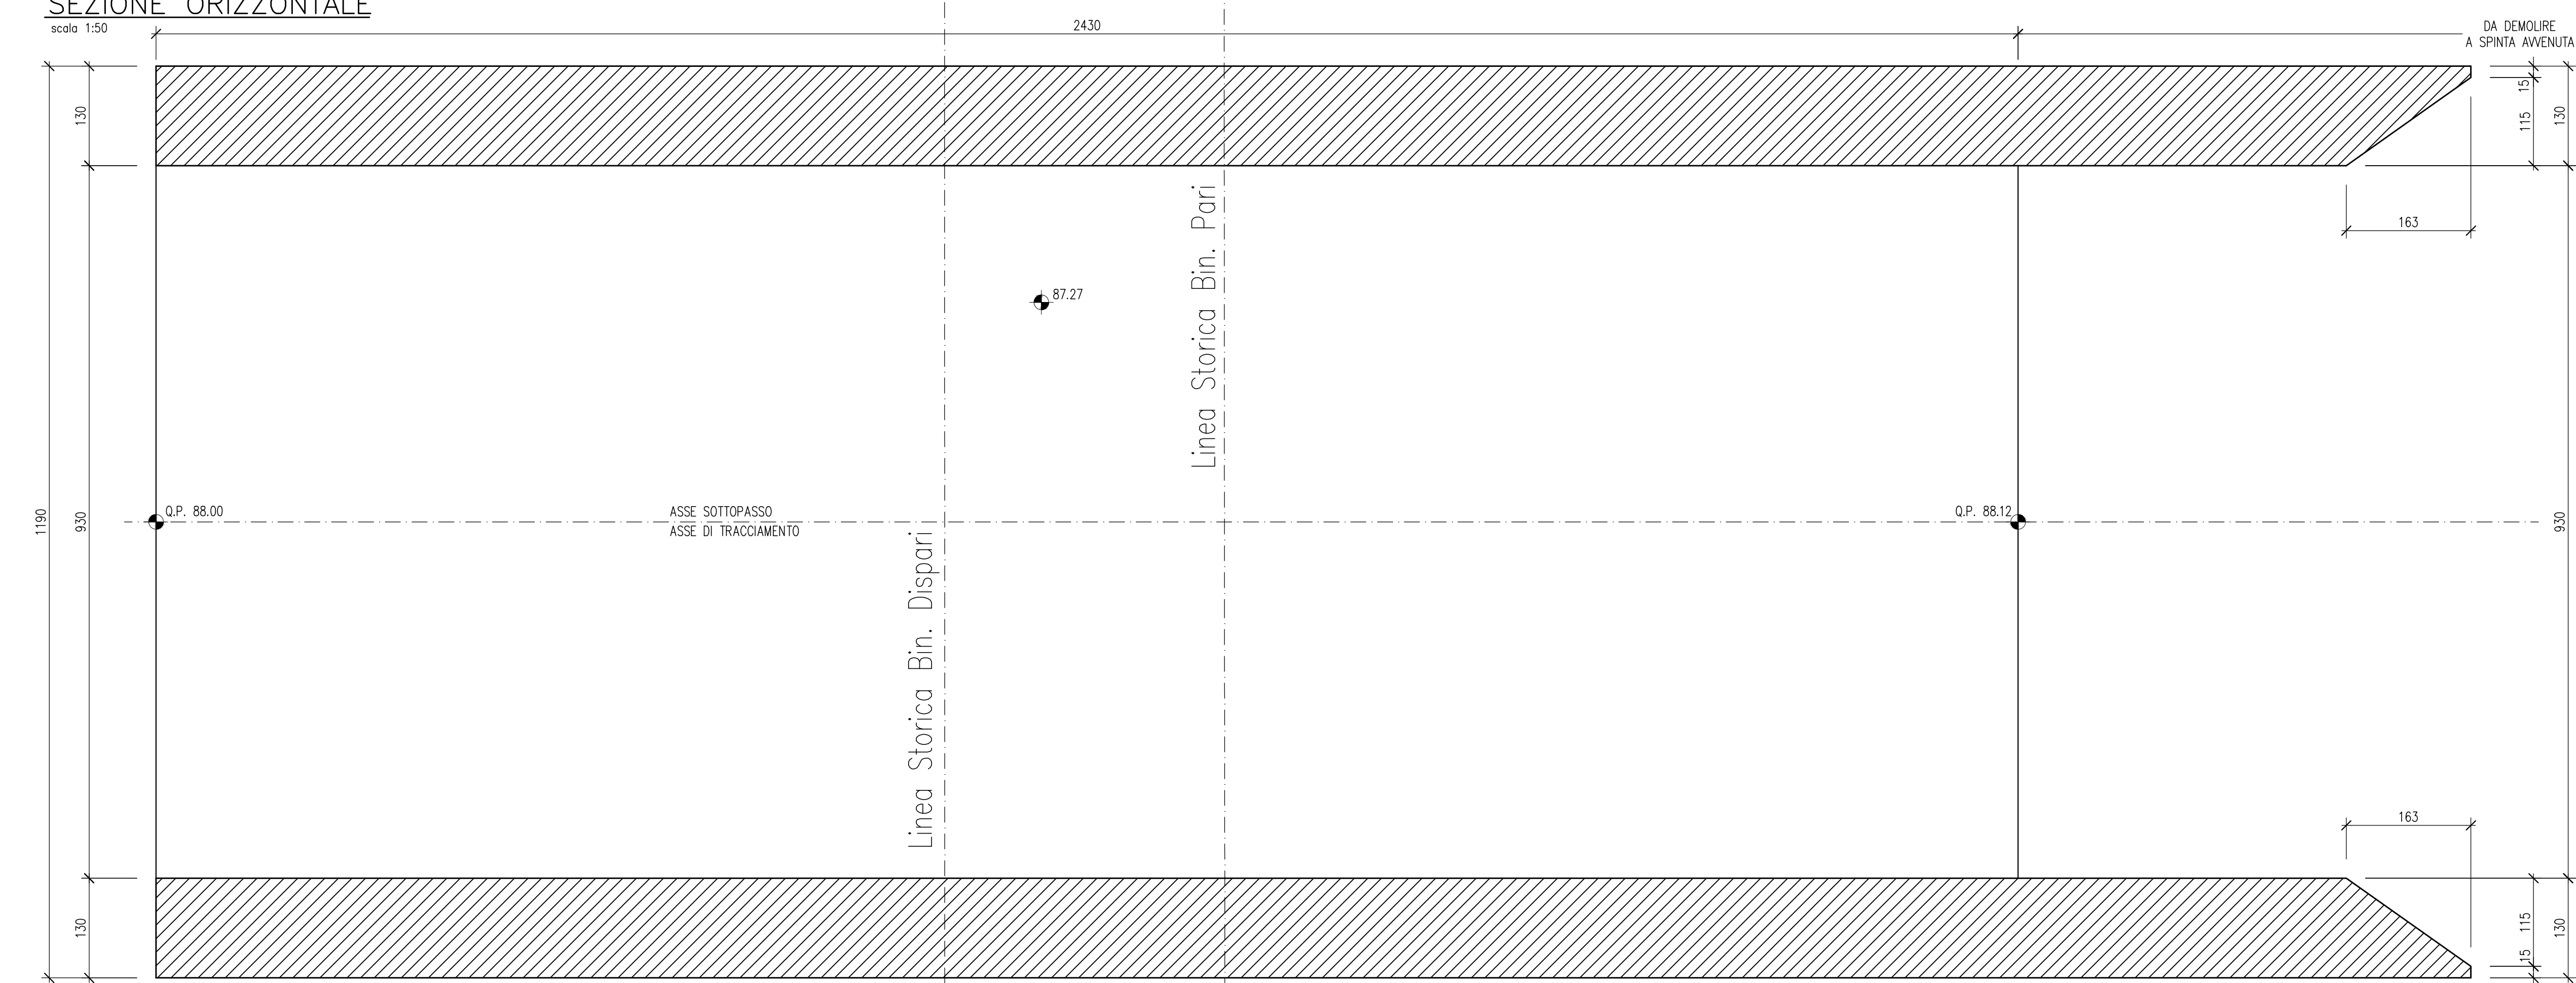 SEZIONE ORIZZONTALE
scala 1:50
2430
DA DEMOLIRE
A SPINTA AVVENUTA
130
15
115
130
163
Linea Storica Bin. Pari
87.27
1190
930
Q.P. 88.00
ASSE SOTTOPASSO
ASSE DI TRACCIAMENTO
Q.P. 88.12
930
Linea Storica Bin. Dispari
163
130
115
15
130